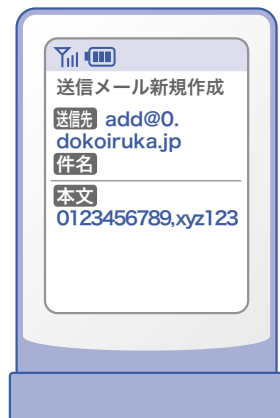 送信メール新規作成
送信先 add@0.
dokoiruka.jp
件名
本文
0123456789,xyz123